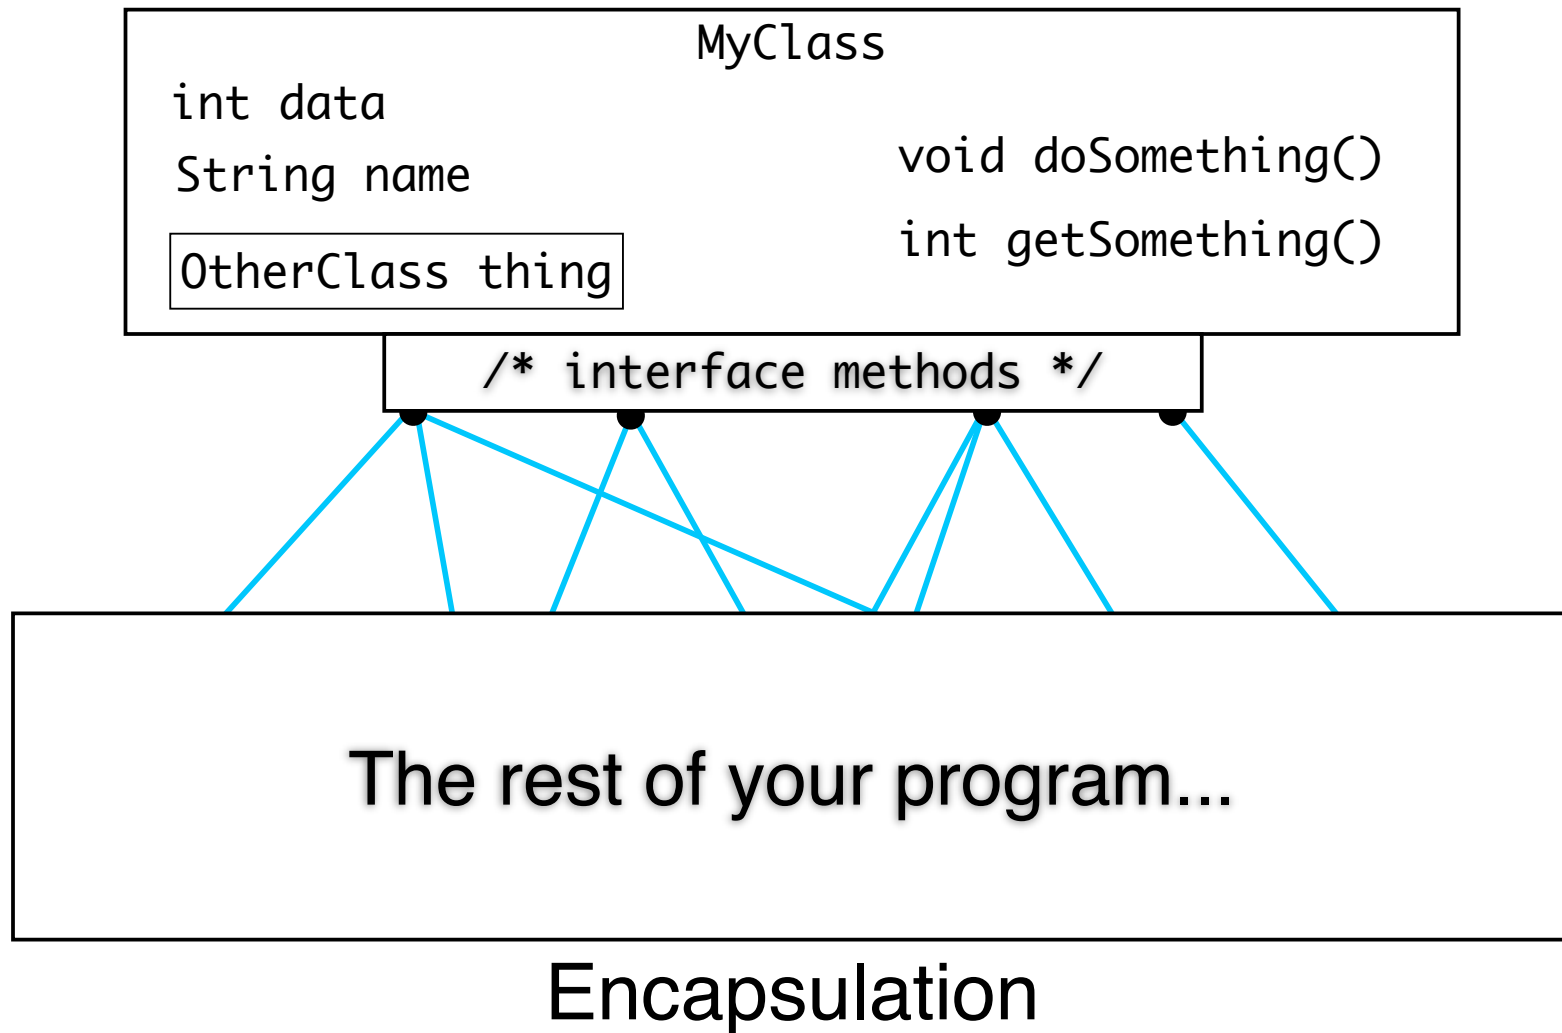 MyClass
int data
String name
OtherClass thing
void doSomething()
int getSomething()
/* interface methods */
The rest of your program...
Encapsulation